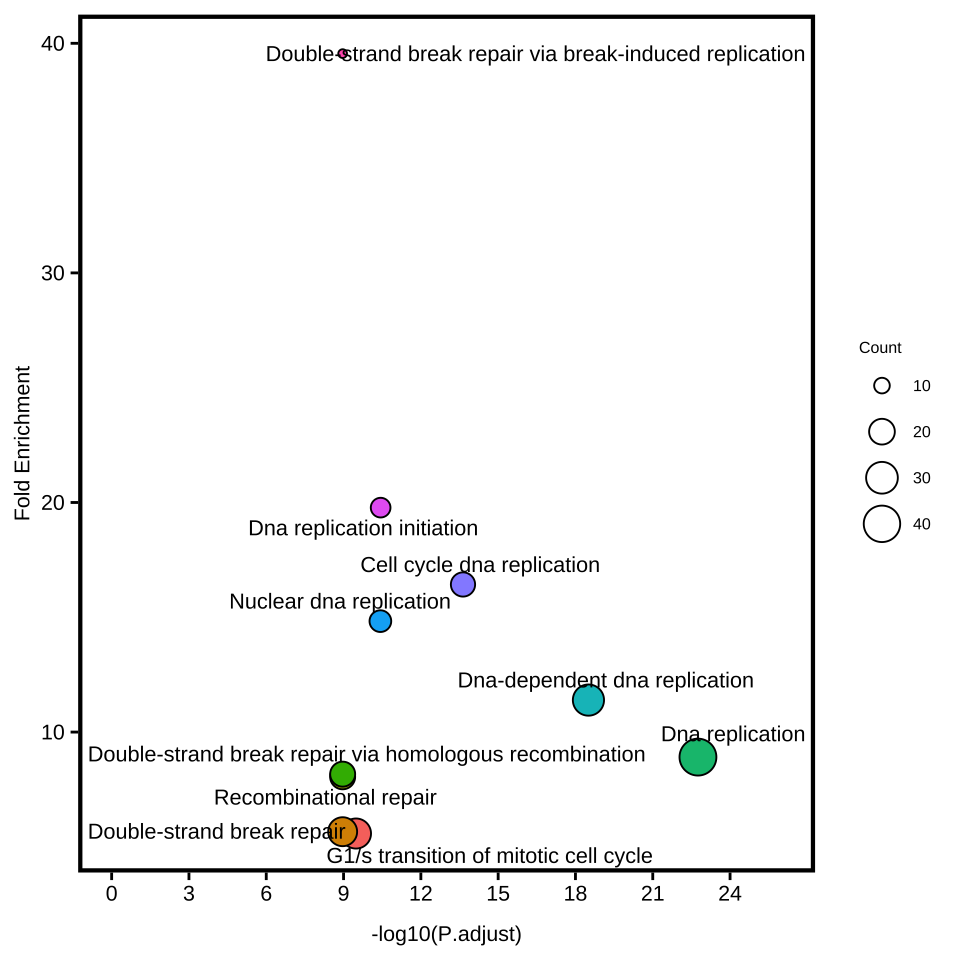 40
Double-strand break repair via break-induced replication
30
Fold Enrichment
Count
10
20
30
40
20
Dna replication initiation
Cell cycle dna replication
Nuclear dna replication
Dna-dependent dna replication
10
Dna replication
Double-strand break repair via homologous recombination
Recombinational repair
Double-strand break repair
G1/s transition of mitotic cell cycle
0 3 6 9 12 15 18 21 24
-log10(P.adjust)